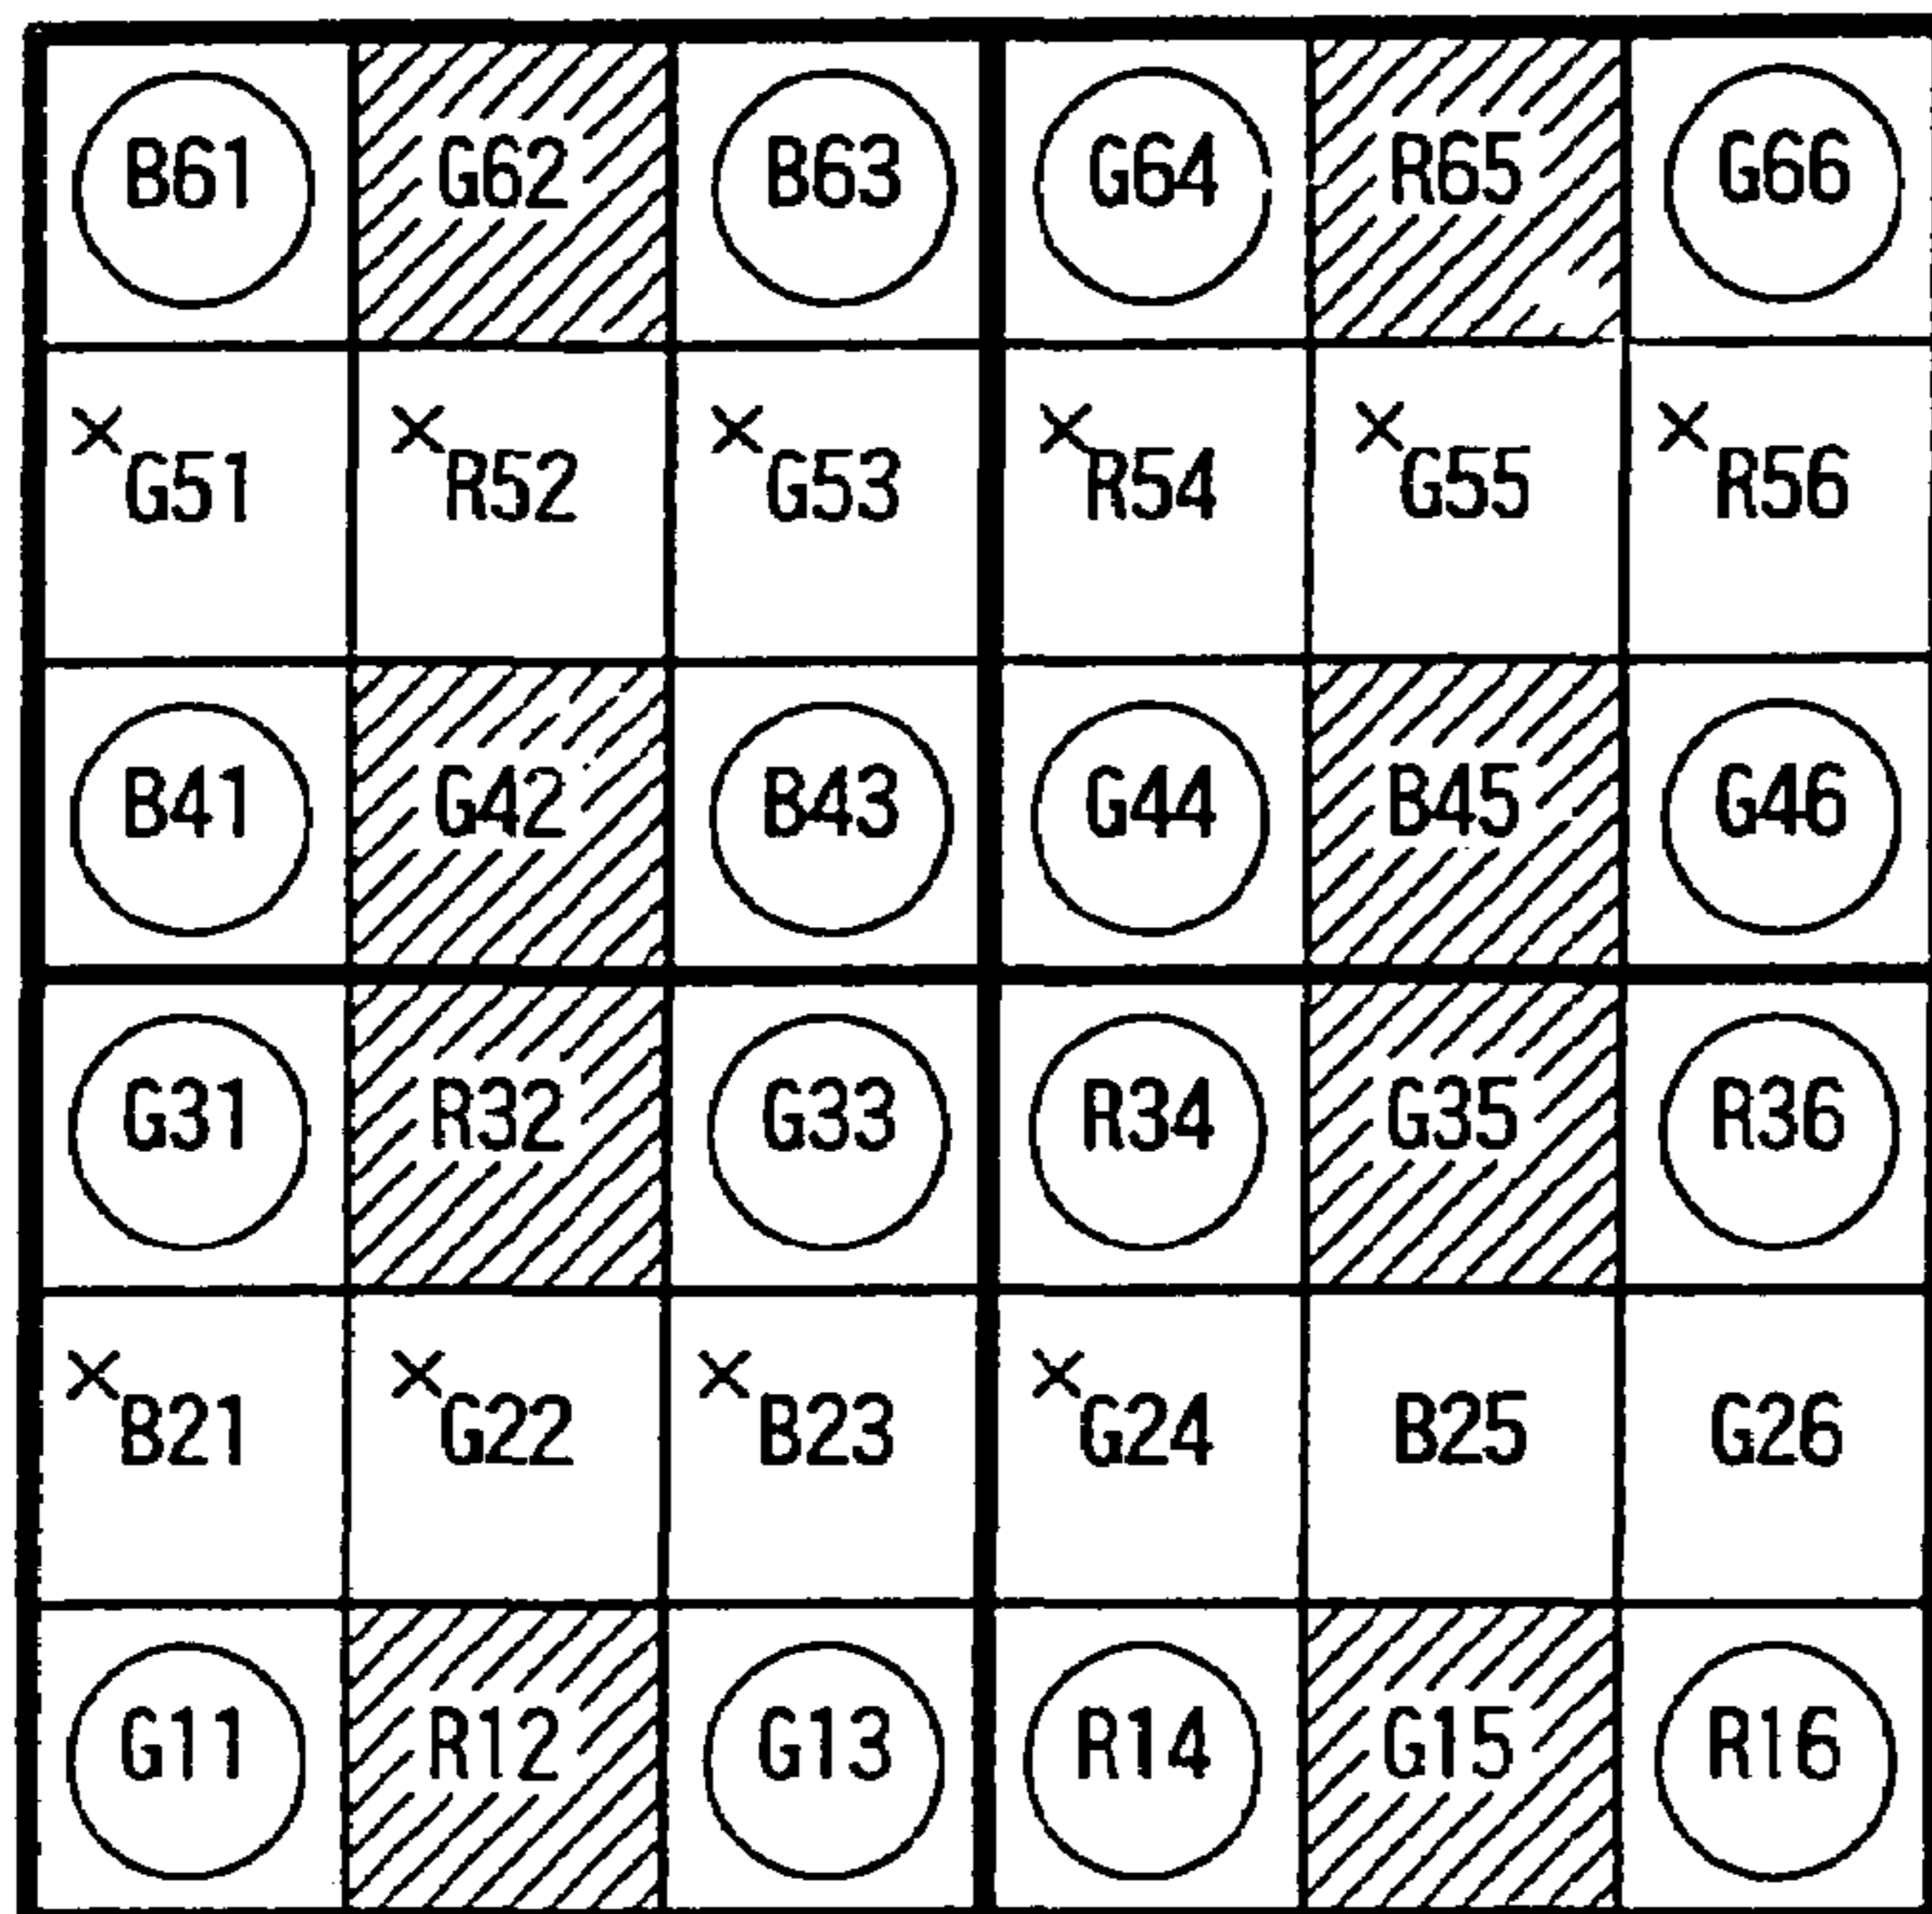 B61 G62 B63 G64 R65 G66
×G51 ×R52 ×G53 ×R54 ×G55 ×R56
B41 G42 B43 G44 B45 G46
G31 R32 G33 R34 G35 R36
×B21 ×G22 ×B23 ×G24 B25 G26
G11 R12 G13 R14 G15 R16